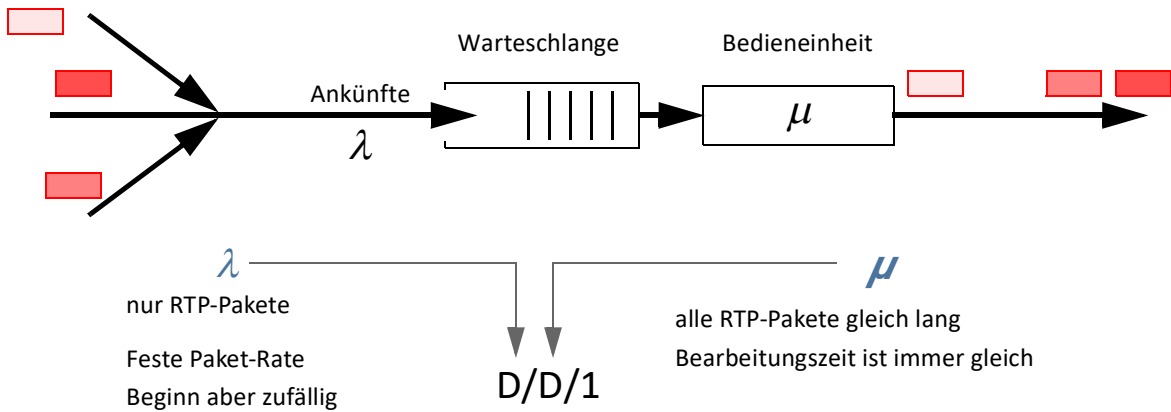 Warteschlange
Bedieneinheit
Ankünfte
λ
μ
λ
μ
nur RTP-Pakete
Feste Paket-Rate
Beginn aber zufällig
D/D/1
alle RTP-Pakete gleich lang
Bearbeitungszeit ist immer gleich